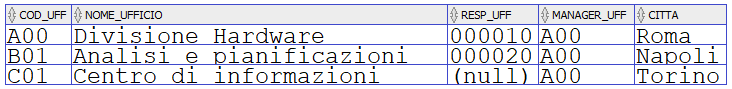 COD_UFF NOME_UFFICIO RESP_UFF MANAGER_UFF CITTA
A00 Divisione Hardware 000010 A00 Roma
B01 Analisi e pianificazioni 000020 A00 Napoli
C01 Centro di informazioni (null) A00 Torino